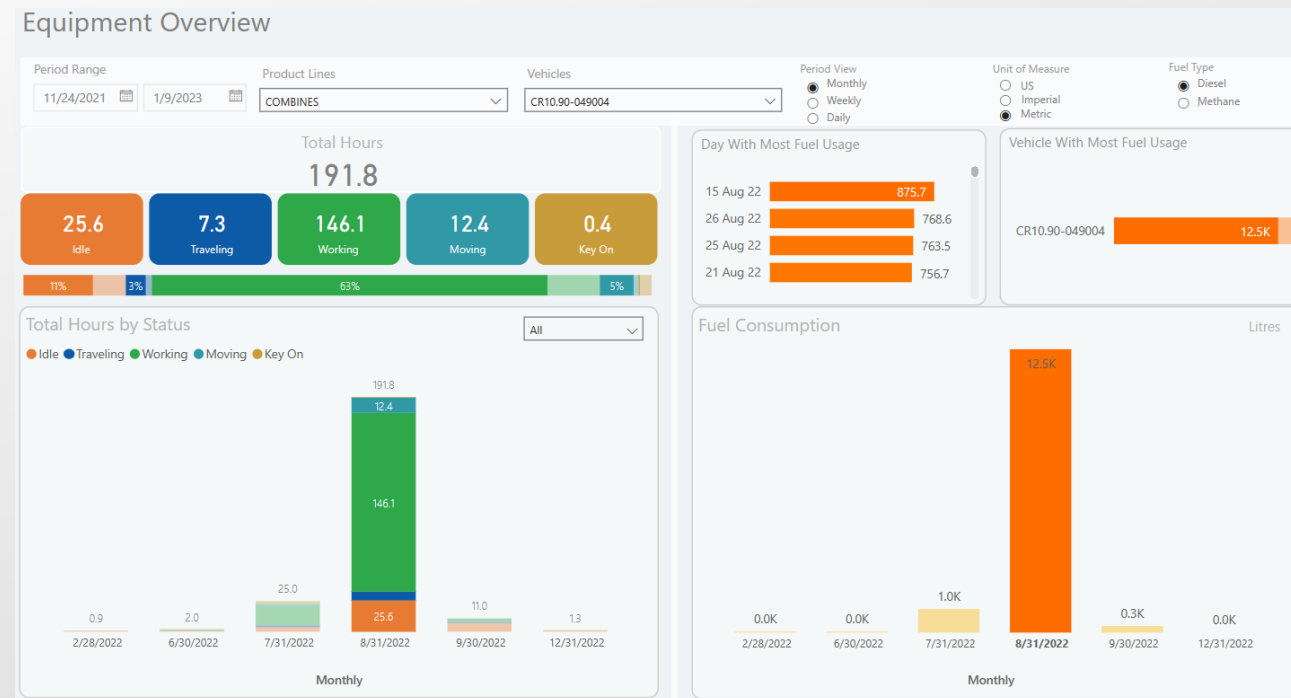 Equipment Overview
Period Range
11/24/2021
1/9/2023
Product Lines
COMBINES
Vehicles
CR10.90-049004
Period View
Monthly
Weekly
Daily
Unit of Measure
US
Imperial
Metric
Fuel Type
Diesel
Methane
Total Hours
191.8
25.6
Idle
7.3
Traveling
146.1
Working
12.4
Moving
0.4
Key On
11% 3% 63% 5%
Day With Most Fuel Usage
15 Aug 22 875.7
26 Aug 22 768.6
25 Aug 22 763.5
21 Aug 22 756.7
Vehicle With Most Fuel Usage
CR10.90-049004 12.5K
Total Hours by Status
All
Idle Traveling Working Moving Key On
191.8
12.4
146.1
25.0
11.0
25.6
0.9 2.0 1.3
2/28/2022 6/30/2022 7/31/2022 8/31/2022 9/30/2022 12/31/2022
Monthly
Fuel Consumption
Litres
12.5K
1.0K
0.3K
0.0K 0.0K 0.0K
2/28/2022 6/30/2022 7/31/2022 8/31/2022 9/30/2022 12/31/2022
Monthly